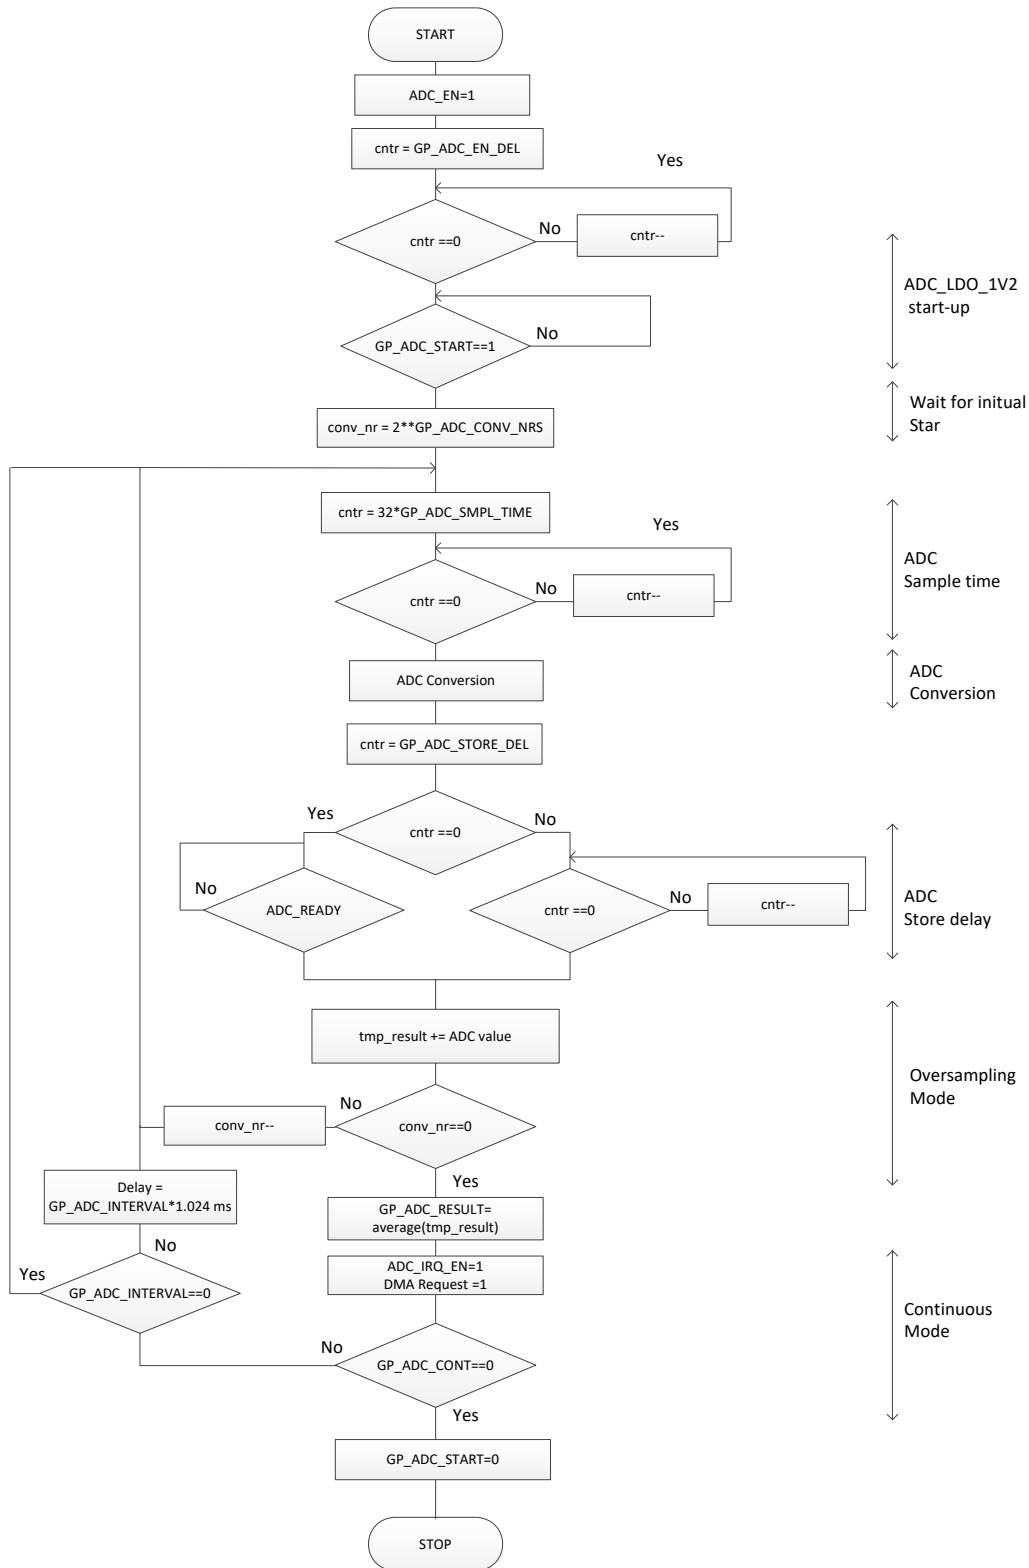 START
ADC_EN=1
cntr = GP_ADC_EN_DEL
Yes
cntr ==0
No
cntr--
ADC_LDO_1V2
start-up
GP_ADC_START==1
No
Wait for initual
Star
conv_nr = 2**GP_ADC_CONV_NRS
cntr = 32*GP_ADC_SMPL_TIME
Yes
cntr ==0
No
cntr--
ADC
Sample time
ADC Conversion
ADC
Conversion
cntr = GP_ADC_STORE_DEL
Yes
cntr ==0
No
No
ADC_READY
cntr ==0
No
cntr--
ADC
Store delay
tmp_result += ADC value
Oversampling
Mode
conv_nr--
No
conv_nr==0
Yes
Delay =
GP_ADC_INTERVAL*1.024 ms
GP_ADC_RESULT=
average(tmp_result)
No
Yes
GP_ADC_INTERVAL==0
ADC_IRQ_EN=1
DMA Request =1
Continuous
Mode
No
GP_ADC_CONT==0
Yes
GP_ADC_START=0
STOP